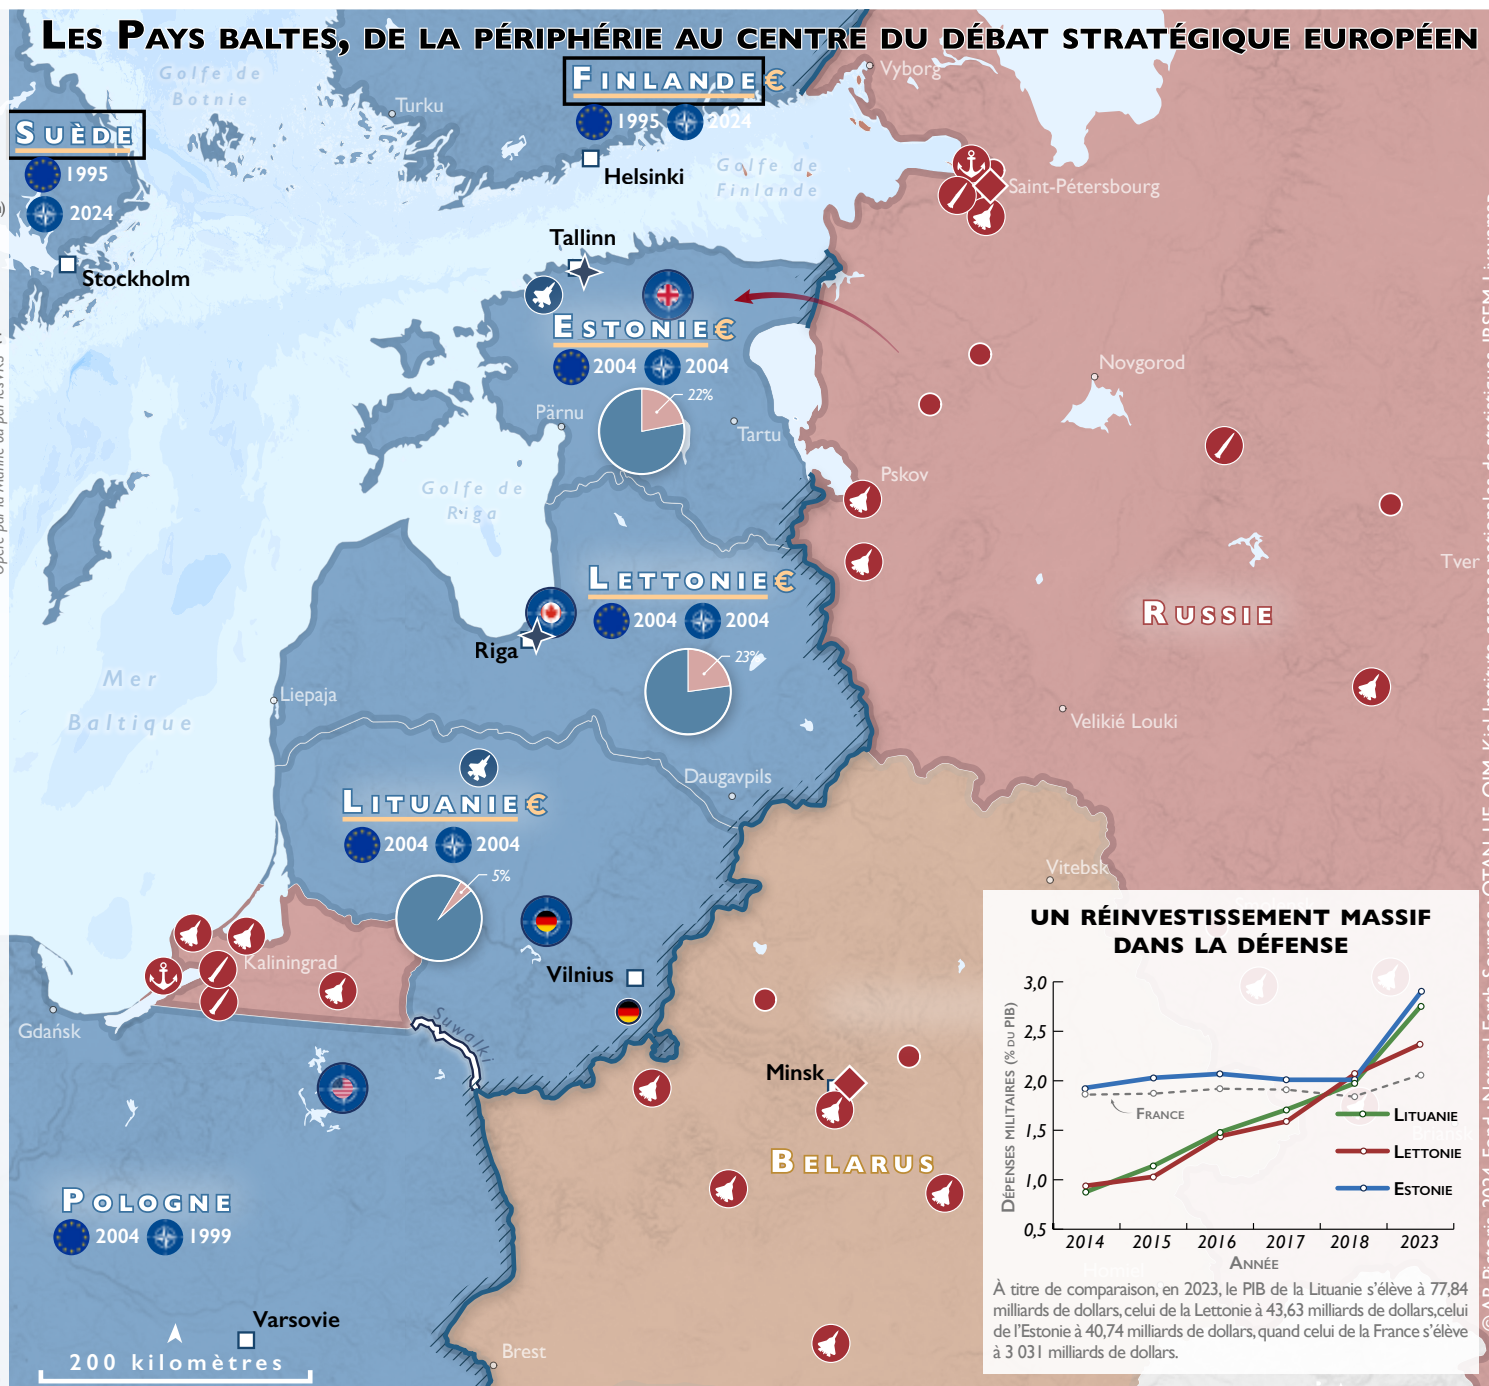 LES PAYS BALTES, DE LA PÉRIPHÉRIE AU CENTRE DU DÉBAT STRATÉGIQUE EUROPÉEN
Golfe de
Botnie
Turku
FINLANDE €
1995 2024
Helsinki
Vyborg
SUÈDE
1995
2024
Stockholm
Golfe de
Finlande
Saint-Pétersbourg
Tallinn
ESTONIE €
2004 2004
22%
Pärnu
Tartu
Novgorod
Pskov
Golfe de
Riga
Tver
LETTONIE €
2004 2004
23%
Riga
RUSSIE
Mer
Baltique
Liepaja
Velikié Louki
Daugavpils
LITUANIE €
2004 2004
5%
Vitebsk
Kaliningrad
Vilnius
Gdańsk
Suwalki
Minsk
BELARUS
POLOGNE
2004 1999
Varsovie
200 kilomètres
Brest
UN RÉINVESTISSEMENT MASSIF
DANS LA DÉFENSE
DÉPENSES MILITAIRES (% DU PIB)
3,0
2,5
2,0
1,5
1,0
0,5
FRANCE
LITUANIE
LETTONIE
ESTONIE
2014 2015 2016 2017 2018 2023
ANNÉE
À titre de comparaison, en 2023, le PIB de la Lituanie s'élève à 77,84
milliards de dollars, celui de la Lettonie à 43,63 milliards de dollars,celui
de l'Estonie à 40,74 milliards de dollars, quand celui de la France s'élève
à 3 031 milliards de dollars.